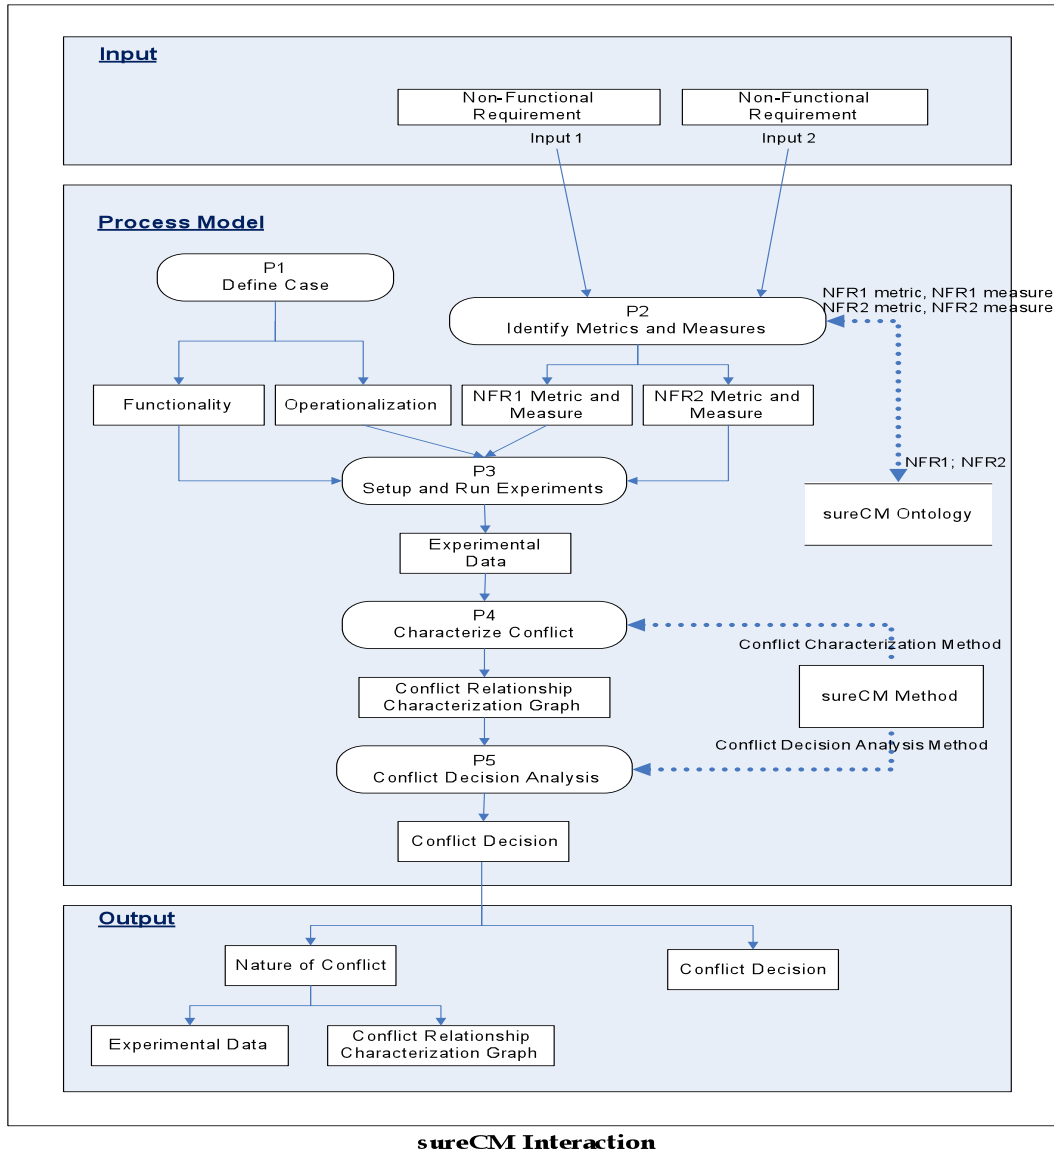 Input
Non-Functional
Requirement
Non-Functional
Requirement
Input 1
Input 2
Process Model
P1
Define Case
P2
Identify Metrics and Measures
NFR1 metric, NFR1 measure
NFR2 metric, NFR2 measure
Functionality
Operationalization
NFR1 Metric and
Measure
NFR2 Metric and
Measure
P3
Setup and Run Experiments
NFR1; NFR2
sureCM Ontology
Experimental
Data
P4
Characterize Conflict
Conflict Characterization Method
Conflict Relationship
Characterization Graph
sureCM Method
Conflict Decision Analysis Method
P5
Conflict Decision Analysis
Conflict Decision
Output
Nature of Conflict
Conflict Decision
Experimental Data
Conflict Relationship
Characterization Graph
sureCM Interaction